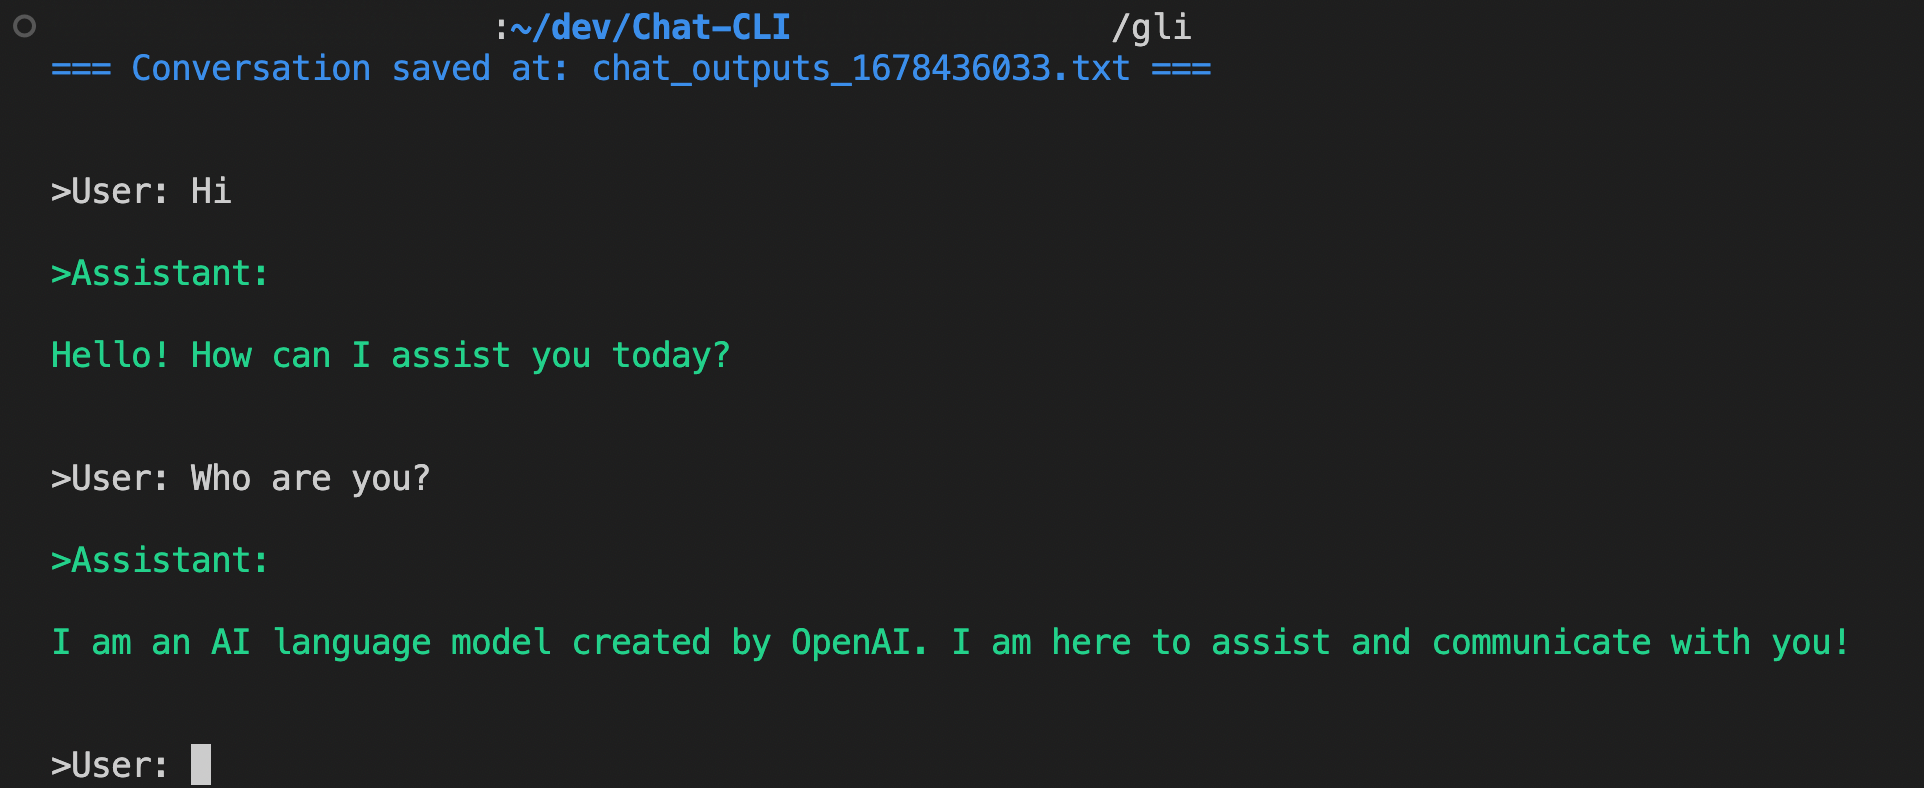 :~/dev/Chat-CLI /gli
=== Conversation saved at: chat_outputs_1678436033.txt ===
>User: Hi
>Assistant:
Hello! How can I assist you today?
>User: Who are you?
>Assistant:
I am an AI language model created by OpenAI. I am here to assist and communicate with you!
>User: